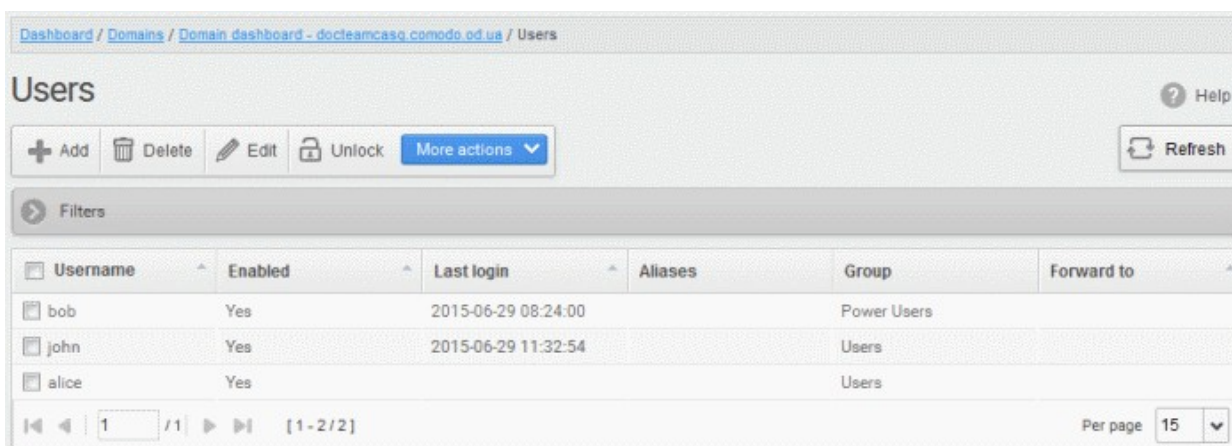 Dashboard / Domains / Domain dashboard - docteamcasg.comodo.od.ua / Users
Users
Help
Add Delete Edit Unlock More actions
Refresh
Filters
Username Enabled Last login Aliases Group Forward to
bob Yes 2015-06-29 08:24:00 Power Users
john Yes 2015-06-29 11:32:54 Users
alice Yes Users
1 / 1 [ 1 - 2 / 2 ] Per page 15